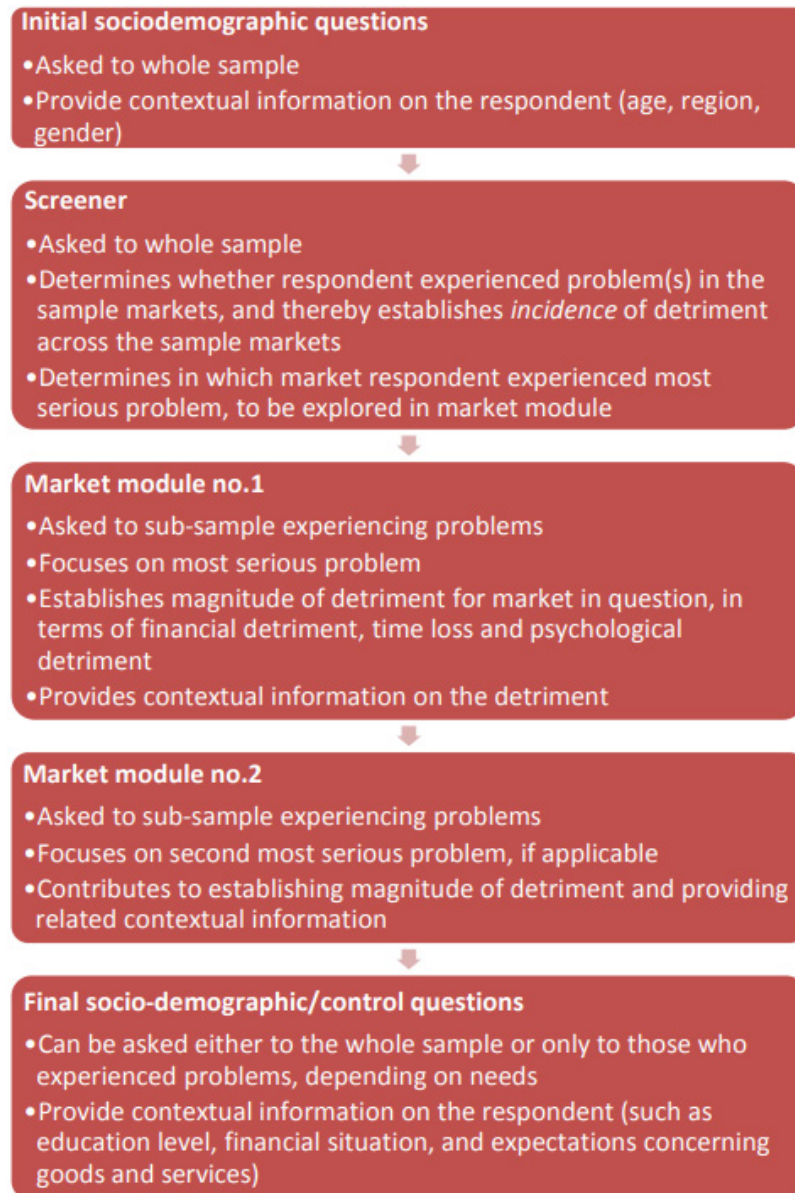 Initial sociodemographic questions
•Asked to whole sample
•Provide contextual information on the respondent (age, region,
gender)
Screener
•Asked to whole sample
•Determines whether respondent experienced problem(s) in the
sample markets, and thereby establishes incidence of detriment
across the sample markets
•Determines in which market respondent experienced most
serious problem, to be explored in market module
Market module no.1
•Asked to sub-sample experiencing problems
•Focuses on most serious problem
•Establishes magnitude of detriment for market in question, in
terms of financial detriment, time loss and psychological
detriment
•Provides contextual information on the detriment
Market module no.2
•Asked to sub-sample experiencing problems
•Focuses on second most serious problem, if applicable
•Contributes to establishing magnitude of detriment and providing
related contextual information
Final socio-demographic/control questions
•Can be asked either to the whole sample or only to those who
experienced problems, depending on needs
•Provide contextual information on the respondent (such as
education level, financial situation, and expectations concerning
goods and services)